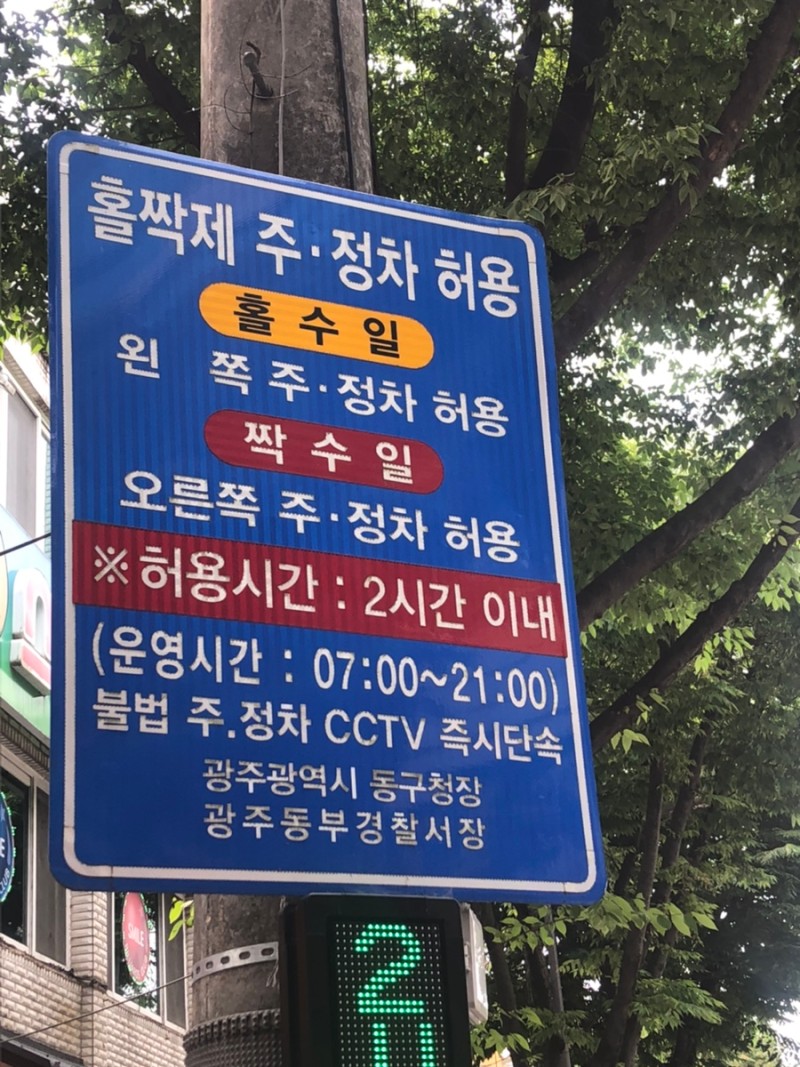 홀짝제 주·정차 허용
홀수일
왼 쪽 주·정차 허용
짝수일
오른쪽 주·정차 허용
※허용시간 : 2시간 이내
(운영시간 : 07:00~21:00)
불법 주.정차 CCTV 즉시단속
광주광역시 동구청장
광주동부경찰서장
2
SMILE